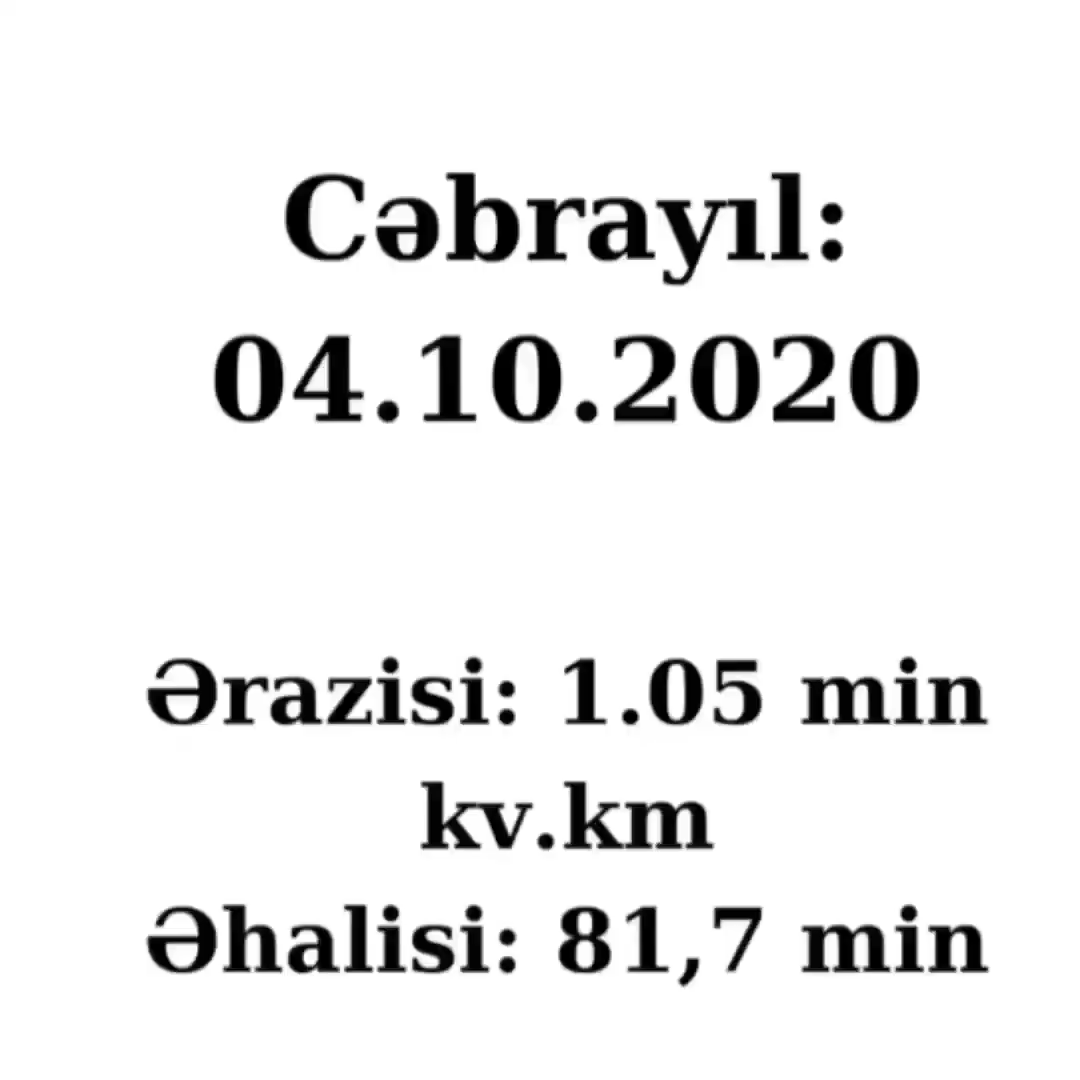 Cəbrayıl:
04.10.2020
Ərazisi: 1.05 min
kv.km
Əhalisi: 81,7 min